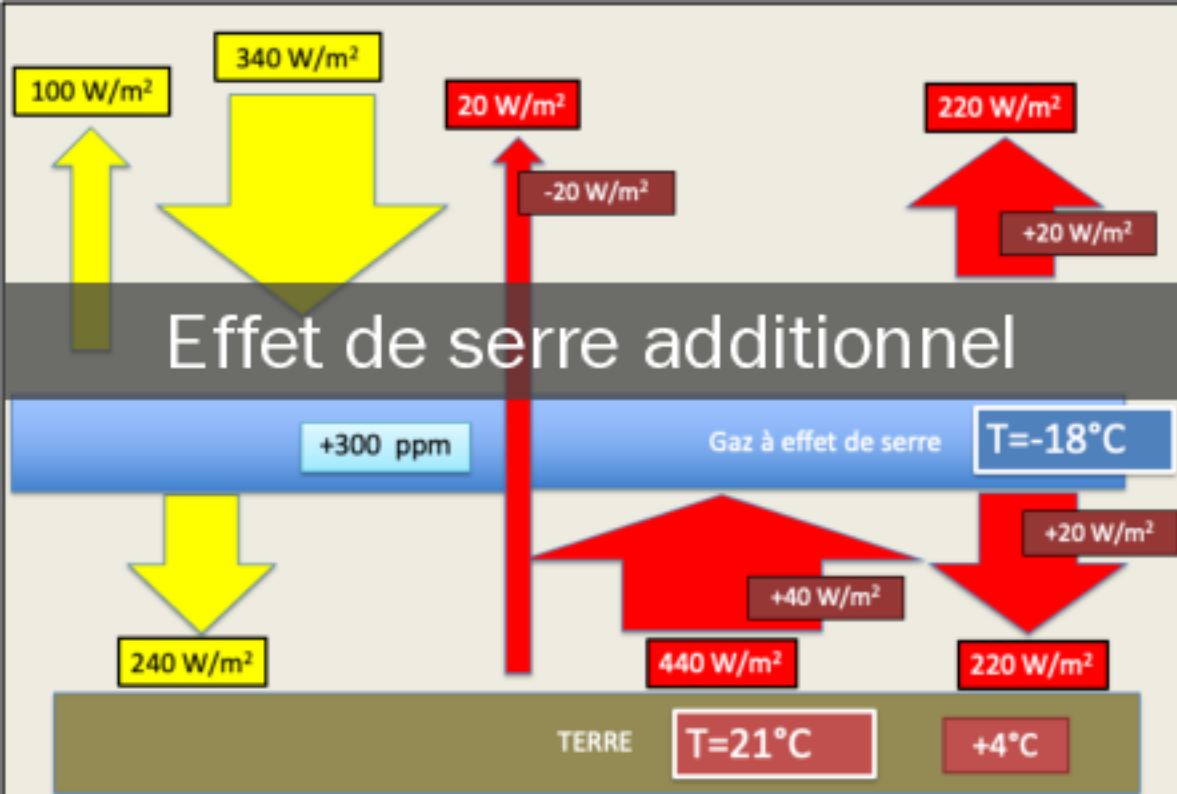 340 W/m²
100 W/m²
20 W/m²
220 W/m²
-20 W/m²
+20 W/m²
Effet de serre additionnel
+300 ppm
Gaz à effet de serre
T=-18°C
+20 W/m²
+40 W/m²
240 W/m²
440 W/m²
220 W/m²
TERRE
T=21°C
+4°C